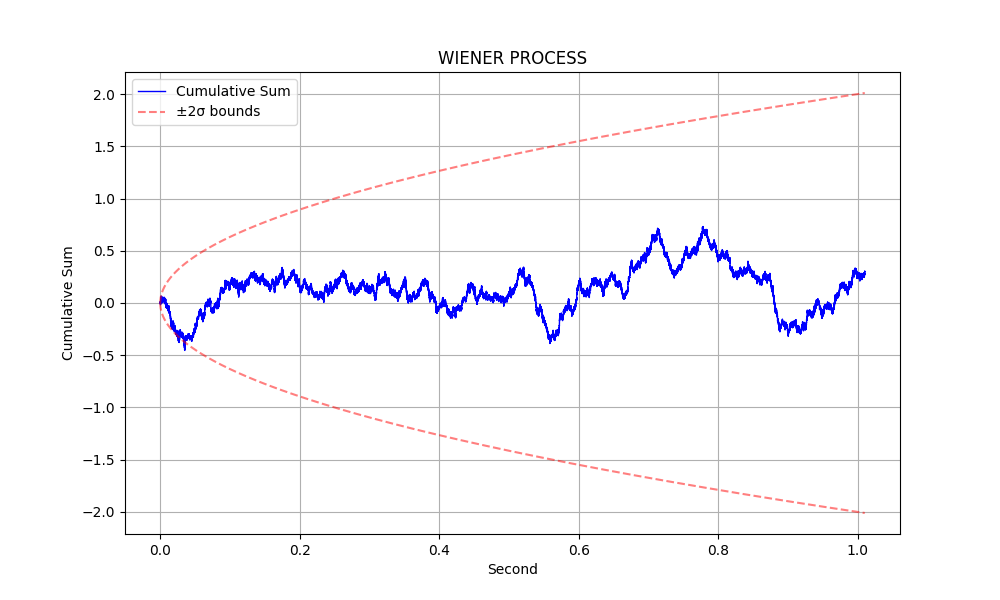 WIENER PROCESS
Cumulative Sum
±2σ bounds
2.0
1.5
1.0
0.5
0.0
−0.5
−1.0
−1.5
−2.0
Cumulative Sum
0.0 0.2 0.4 0.6 0.8 1.0
Second